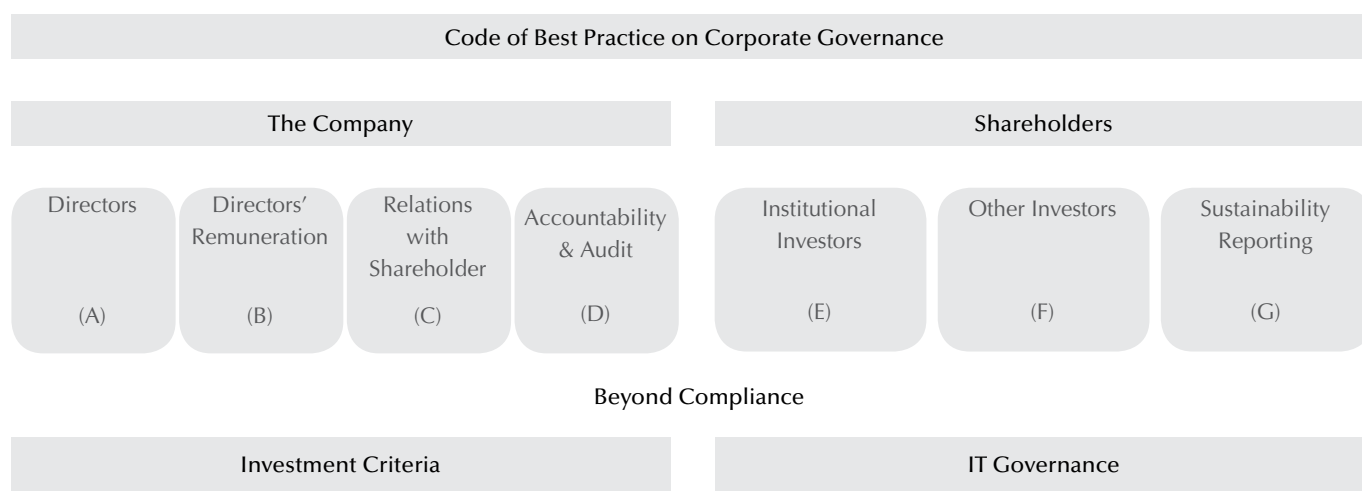 Code of Best Practice on Corporate Governance
The Company
Shareholders
Directors
(A)
Directors’
Remuneration
(B)
Relations
with
Shareholder
(C)
Accountability
& Audit
(D)
Institutional
Investors
(E)
Other Investors
(F)
Sustainability
Reporting
(G)
Beyond Compliance
Investment Criteria
IT Governance